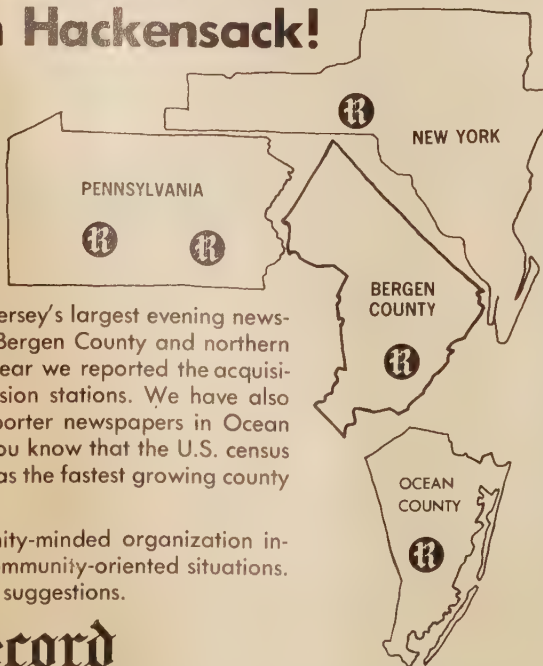 n Hackensack!
NEW YORK
PENNSYLVANIA
BERGEN
COUNTY
ersey's largest evening news-
Bergen County and northern
ear we reported the acquisi-
sion stations. We have also
porter newspapers in Ocean
ou know that the U.S. census
as the fastest growing county
OCEAN
COUNTY
ity-minded organization in-
mmunity-oriented situations.
suggestions.
ecord